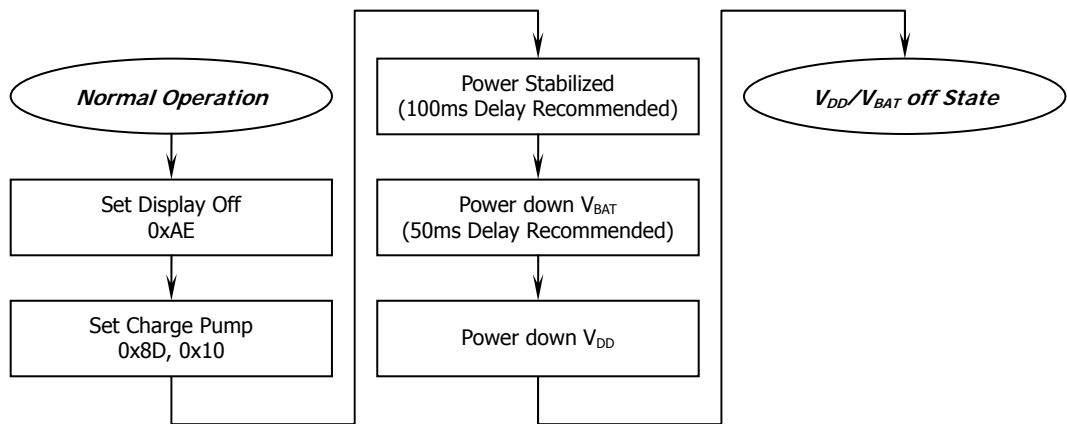 Normal Operation
Set Display Off
0xAE
Set Charge Pump
0x8D, 0x10
Power Stabilized
(100ms Delay Recommended)
Power down VBAT
(50ms Delay Recommended)
Power down VDD
VDD/VBAT off State